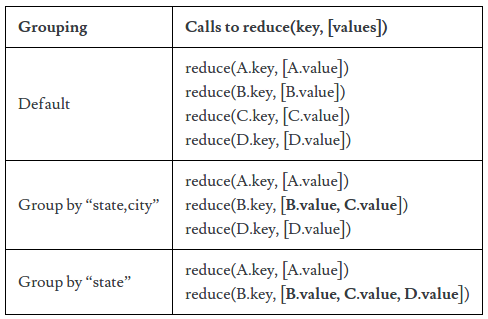 Grouping Calls to reduce(key, [values])
Default
reduce(A.key, [A.value])
reduce(B.key, [B.value])
reduce(C.key, [C.value])
reduce(D.key, [D.value])
Group by “state,city”
reduce(A.key, [A.value])
reduce(B.key, [B.value, C.value])
reduce(D.key, [D.value])
Group by “state”
reduce(A.key, [A.value])
reduce(B.key, [B.value, C.value, D.value])